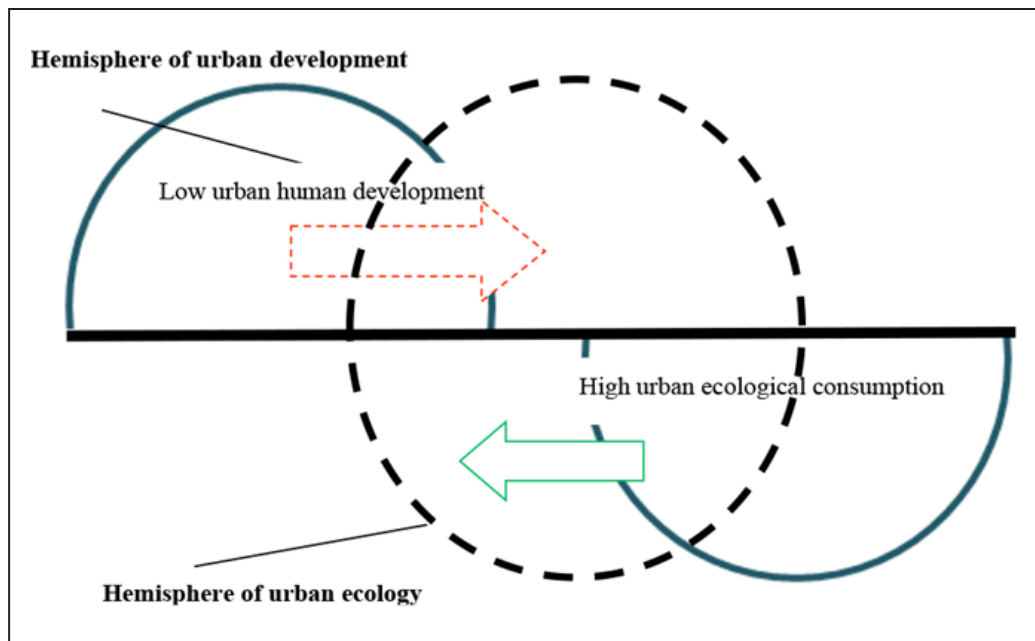 Hemisphere of urban development
Low urban human development
High urban ecological consumption
Hemisphere of urban ecology